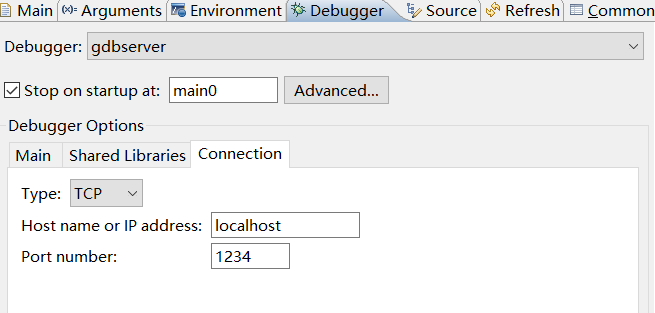 Main (x)= Arguments Environment Debugger Source Refresh Common
Debugger: gdbserver
Stop on startup at: main0 Advanced...
Debugger Options
Main Shared Libraries Connection
Type: TCP
Host name or IP address: localhost
Port number: 1234